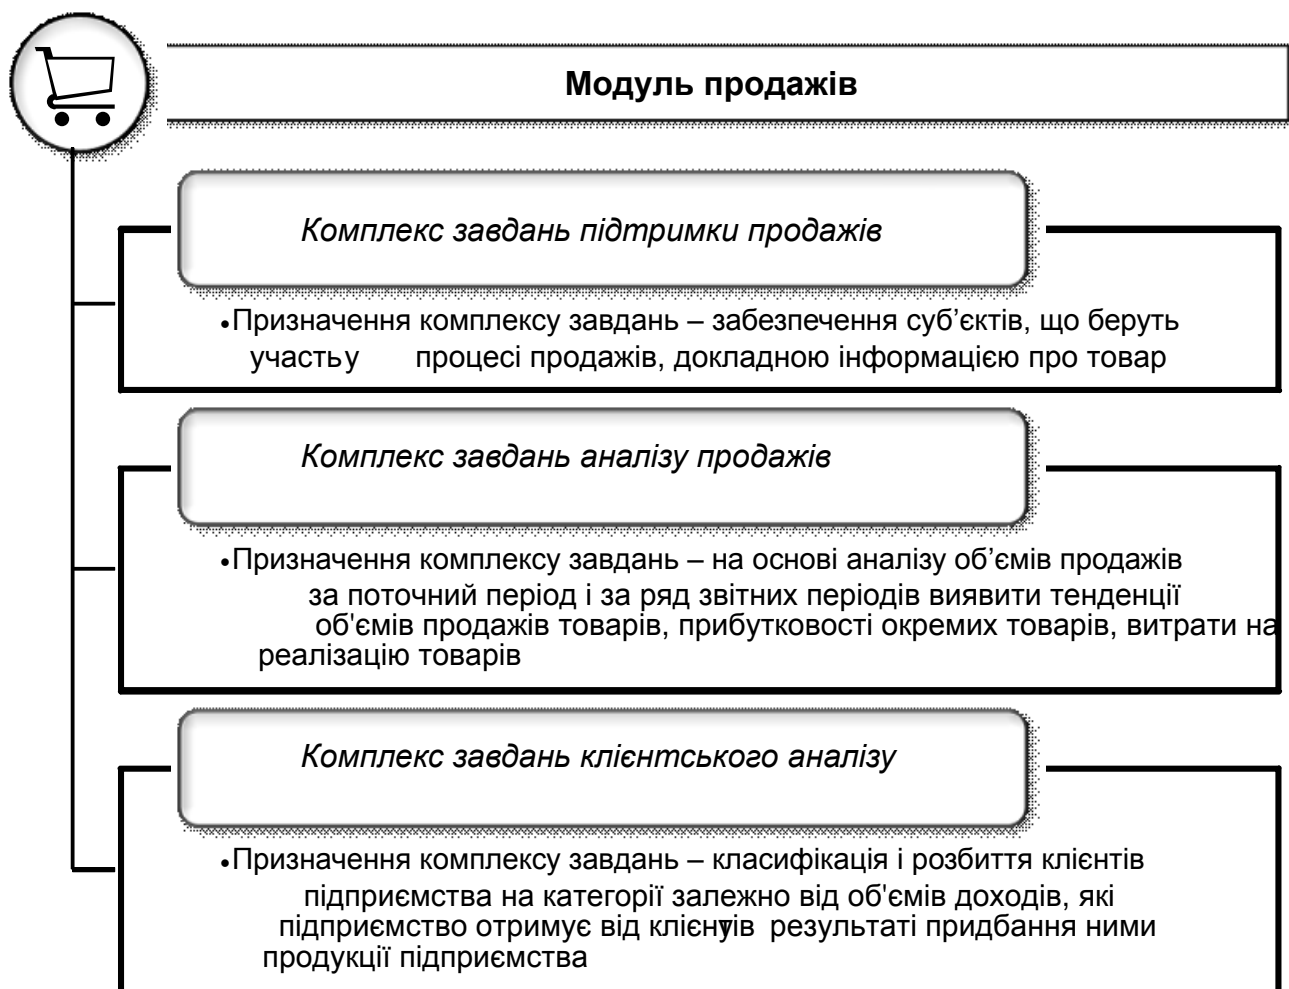 Модуль продажів
Комплекс завдань підтримки продажів
•Призначення комплексу завдань – забезпечення суб’єктів, що беруть
участь у процесі продажів, докладною інформацією про товар
Комплекс завдань аналізу продажів
•Призначення комплексу завдань – на основі аналізу об’ємів продажів
за поточний період і за ряд звітних періодів виявити тенденції
об'ємів продажів товарів, прибутковості окремих товарів, витрати на
реалізацію товарів
Комплекс завдань клієнтського аналізу
•Призначення комплексу завдань – класифікація і розбиття клієнтів
підприємства на категорії залежно від об'ємів доходів, які
підприємство отримує від клієнтів у результаті придбання ними
продукції підприємства